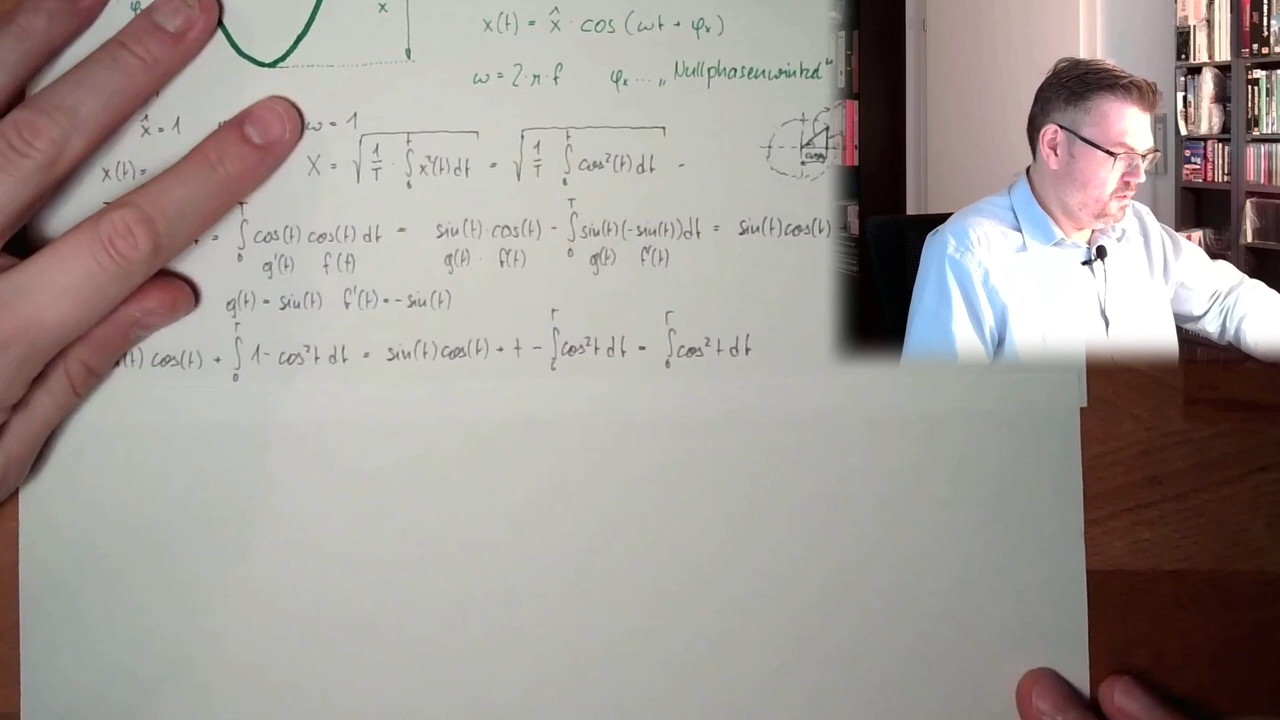 φ
x
x(t) = x̂ · cos (ωt + φₓ)
ω = 2·π·f φₓ .... „Nullphasenwinkel"
x̂ = 1 ω = 1
x(t) = X = √(1/T · ∫₀ᵀ x²(t) dt) = √(1/T ∫₀ᵀ cos²(t) dt) -
= ∫₀ᵀ cos(t) cos(t) dt = sin(t)·cos(t) - ∫₀ᵀ sin(t)(-sin(t))dt = sin(t)cos(t)
g'(t) f(t) g(t) · f(t) g(t) f'(t)
g(t) = sin(t) f'(t) = -sin(t)
(t) cos(t) + ∫₀ᵀ 1 - cos²t dt = sin(t)cos(t) + t - ∫₀ᵀ cos²t dt = ∫₀ᵀ cos²t dt
big